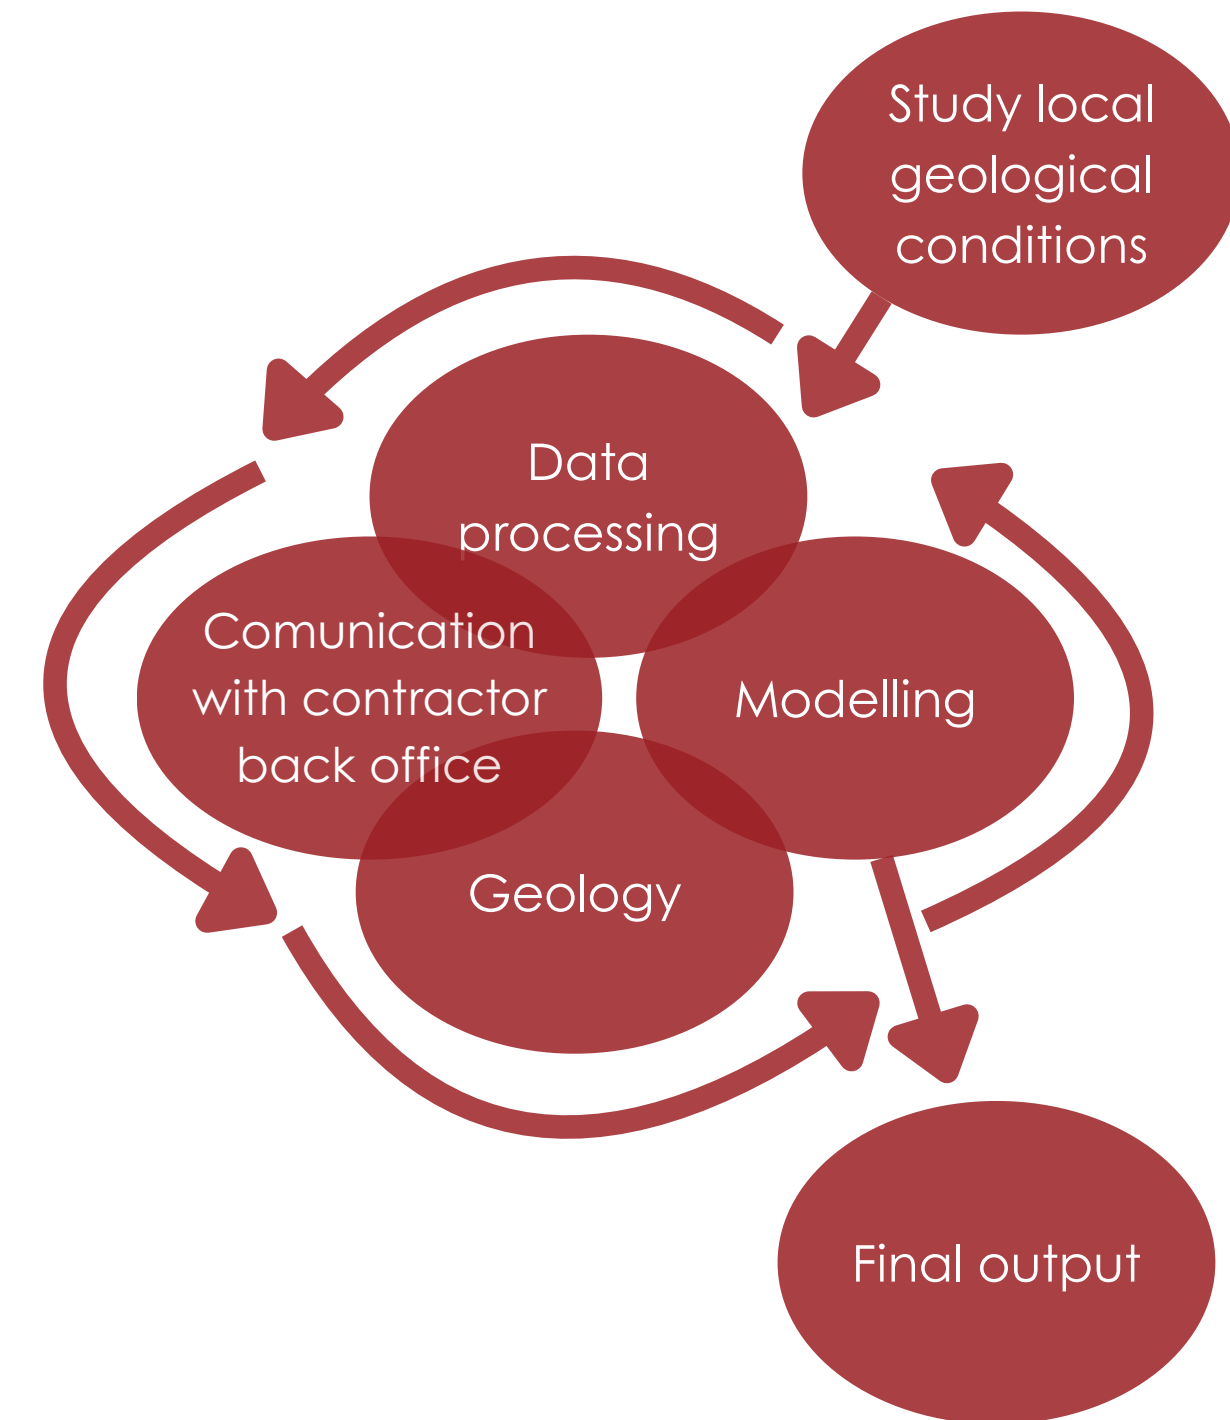 Study local
geological
conditions
Data
processing
Comunication
with contractor
back office
Modelling
Geology
Final output